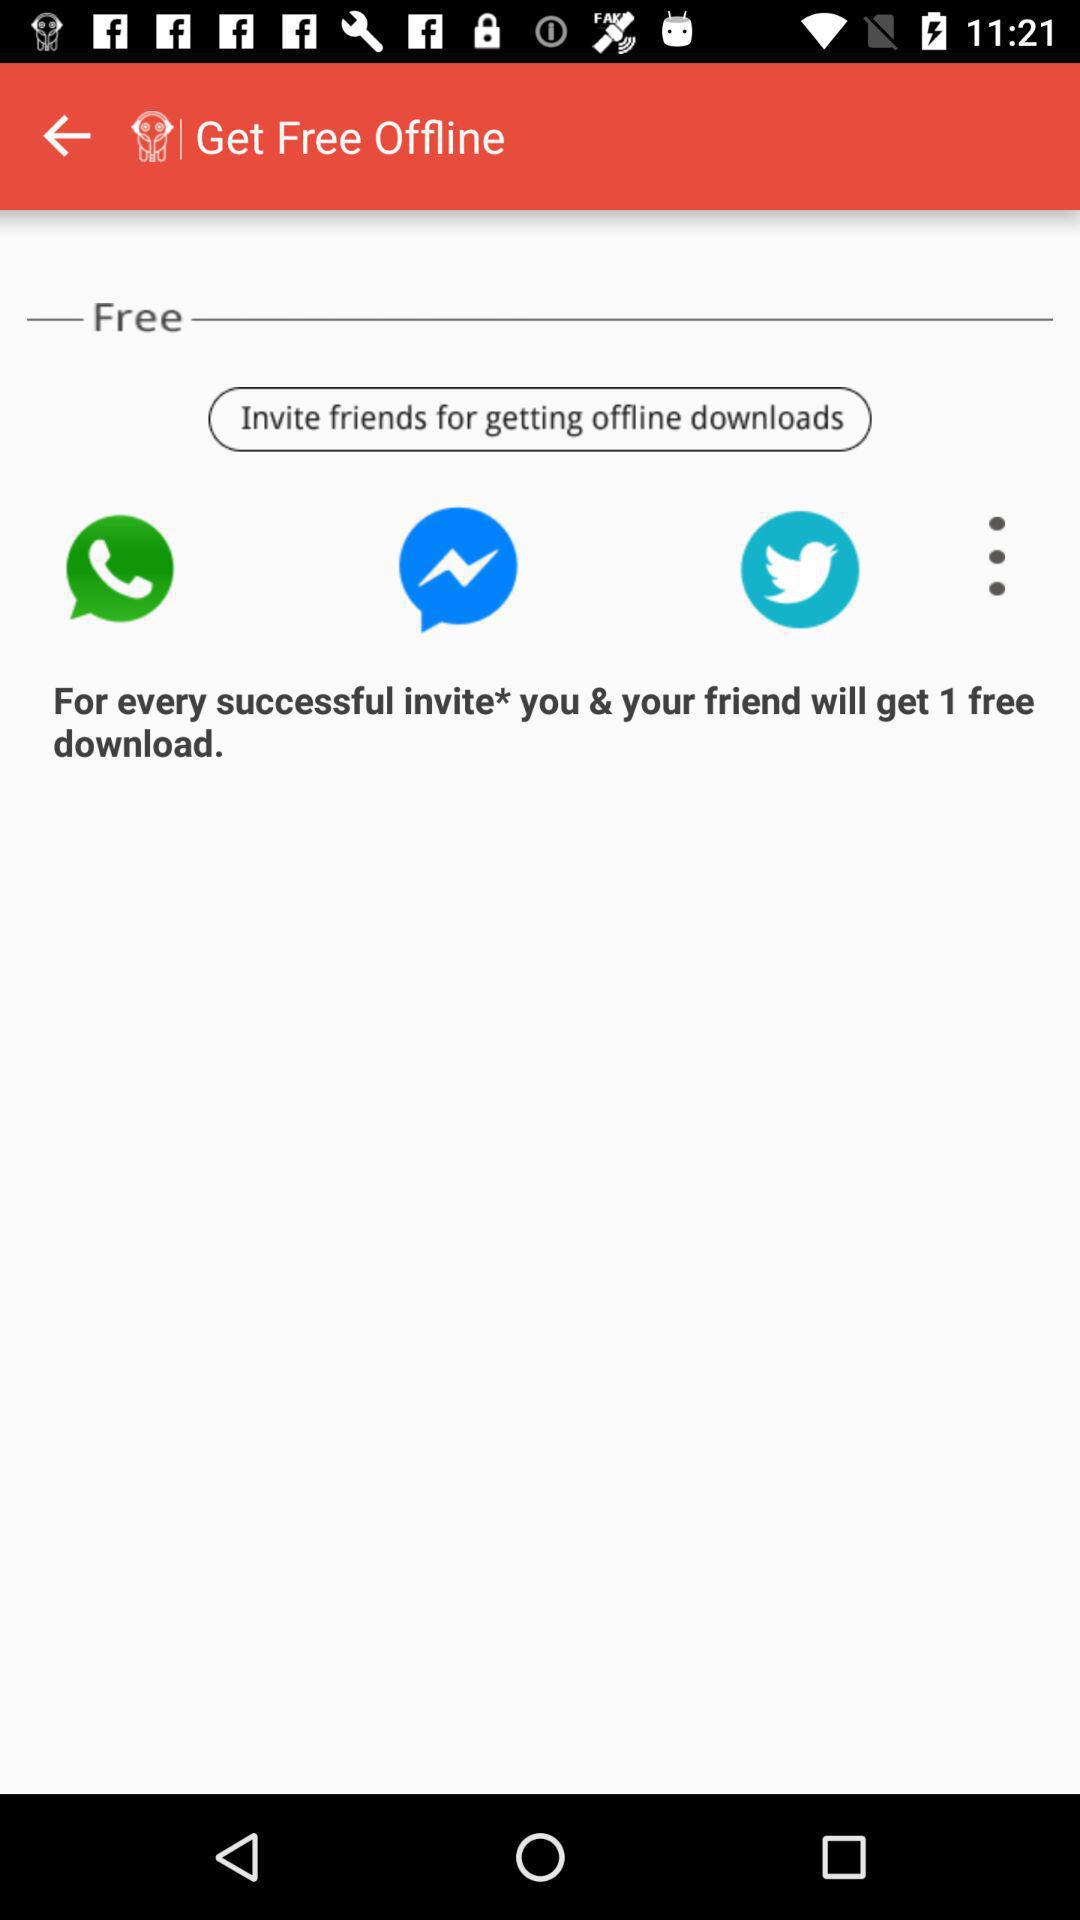 FAKE
11:21
Get Free Offline
Free
Invite friends for getting offline downloads
For every successful invite* you & your friend will get 1 free
download.